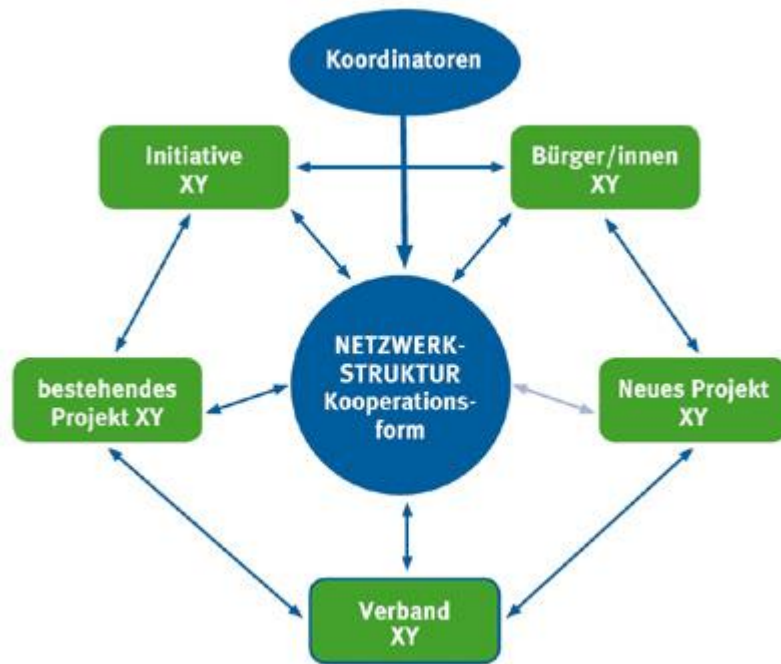 Koordinatoren
Initiative
XY
Bürger/innen
XY
NETZWERK-
STRUKTUR
Kooperations-
form
bestehendes
Projekt XY
Neues Projekt
XY
Verband
XY